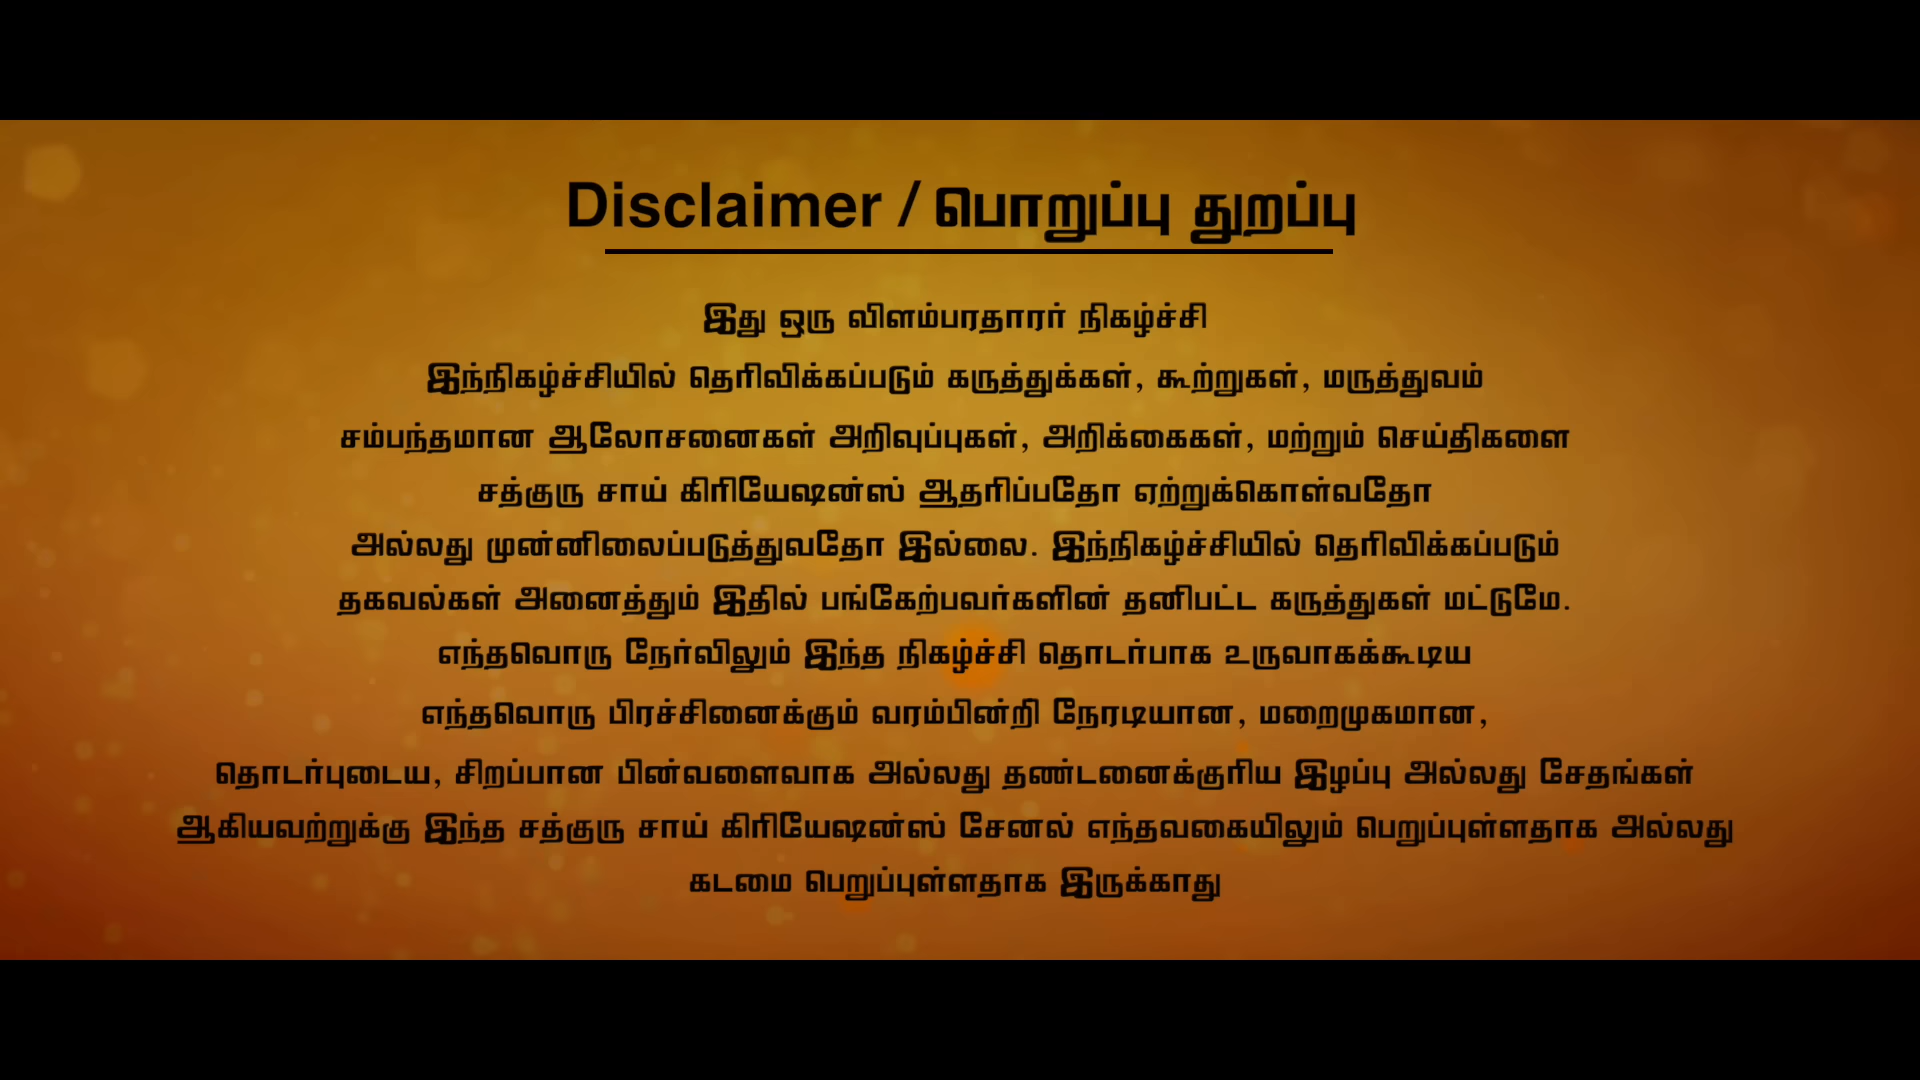 Disclaimer / பொறுப்பு துறப்பு
இது ஒரு விளம்பரதாரர் நிகழ்ச்சி
இந்நிகழ்ச்சியில் தெரிவிக்கப்படும் கருத்துக்கள், கூற்றுகள், மருத்துவம்
சம்பந்தமான ஆலோசனைகள் அறிவுப்புகள், அறிக்கைகள், மற்றும் செய்திகளை
சத்குரு சாய் கிரியேஷன்ஸ் ஆதரிப்பதோ ஏற்றுக்கொள்வதோ
அல்லது முன்னிலைப்படுத்துவதோ இல்லை. இந்நிகழ்ச்சியில் தெரிவிக்கப்படும்
தகவல்கள் அனைத்தும் இதில் பங்கேற்பவர்களின் தனிபட்ட கருத்துகள் மட்டுமே.
எந்தவொரு நேர்விலும் இந்த நிகழ்ச்சி தொடர்பாக உருவாகக்கூடிய
எந்தவொரு பிரச்சினைக்கும் வரம்பின்றி நேரடியான, மறைமுகமான,
தொடர்புடைய, சிறப்பான பின்வளைவாக அல்லது தண்டனைக்குரிய இழப்பு அல்லது சேதங்கள்
ஆகியவற்றுக்கு இந்த சத்குரு சாய் கிரியேஷன்ஸ் சேனல் எந்தவகையிலும் பெறுப்புள்ளதாக அல்லது
கடமை பெறுப்புள்ளதாக இருக்காது